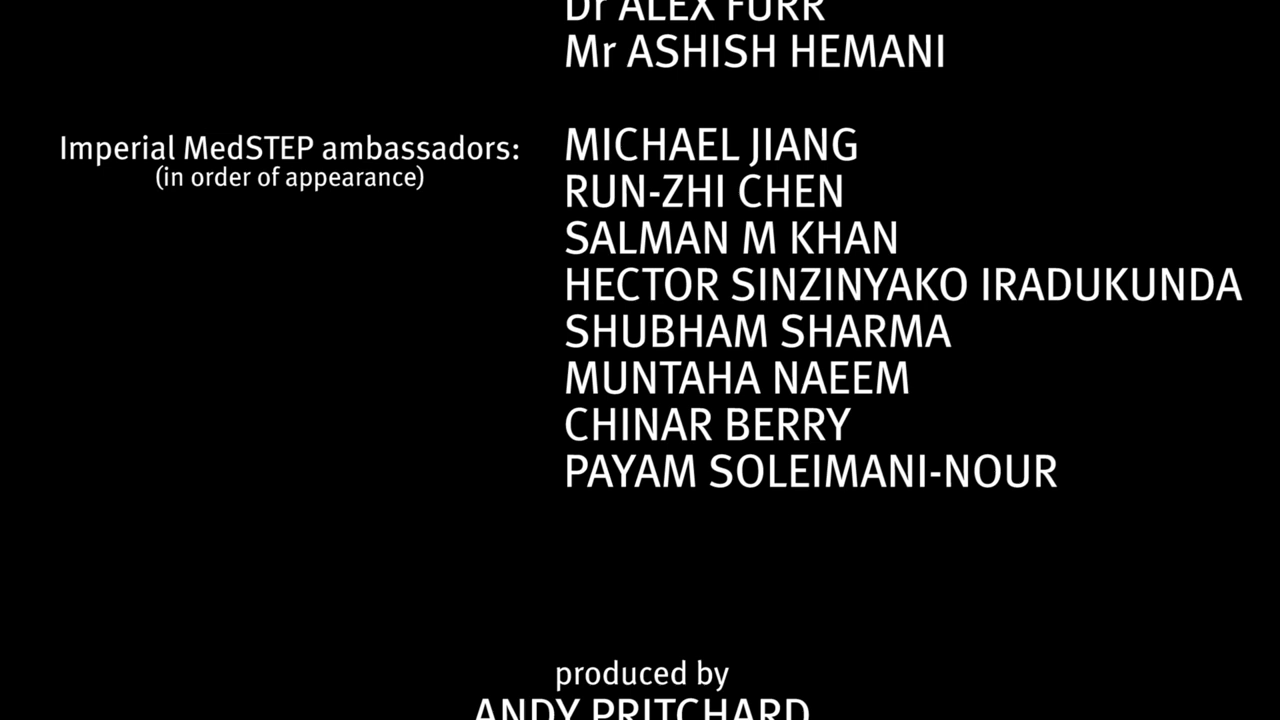 Dr ALEX FURR
Mr ASHISH HEMANI
Imperial MedSTEP ambassadors:
(in order of appearance)
MICHAEL JIANG
RUN-ZHI CHEN
SALMAN M KHAN
HECTOR SINZINYAKO IRADUKUNDA
SHUBHAM SHARMA
MUNTAHA NAEEM
CHINAR BERRY
PAYAM SOLEIMANI-NOUR
produced by
ANDY PRITCHARD